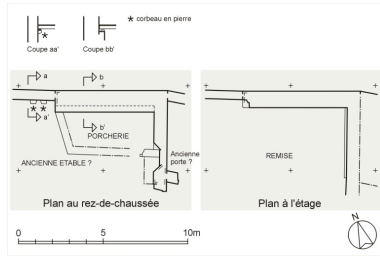 * corbeau en pierre
Coupe aa'
Coupe bb'
a
b
a'
b'
PORCHERIE
ANCIENNE ETABLE ?
Ancienne
porte ?
REMISE
Plan au rez-de-chaussée
Plan à l'étage
N
0
5
10m